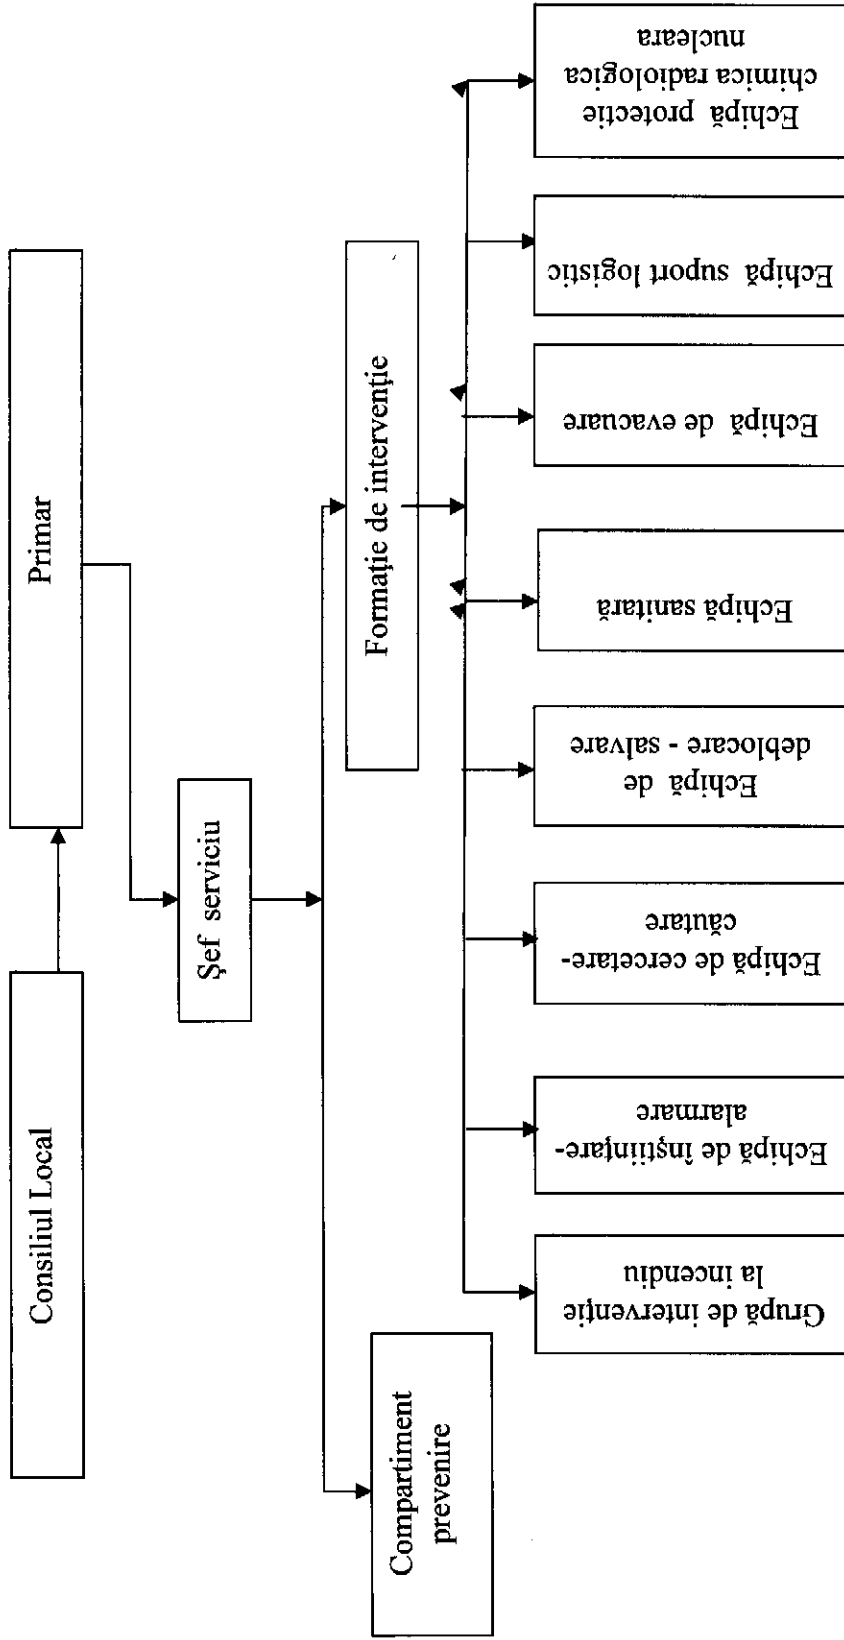 Consiliul Local
Primar
Şef serviciu
Compartiment
prevenire
Formaţie de intervenţie
Grupă de intervenţie
la incendiu
Echipă de înştiinţare-
alarmare
Echipă de cercetare-
căutare
Echipă de
deblocare - salvare
Echipă sanitară
Echipă de evacuare
Echipă suport logistic
Echipă protectie
chimica radiologica
nucleara